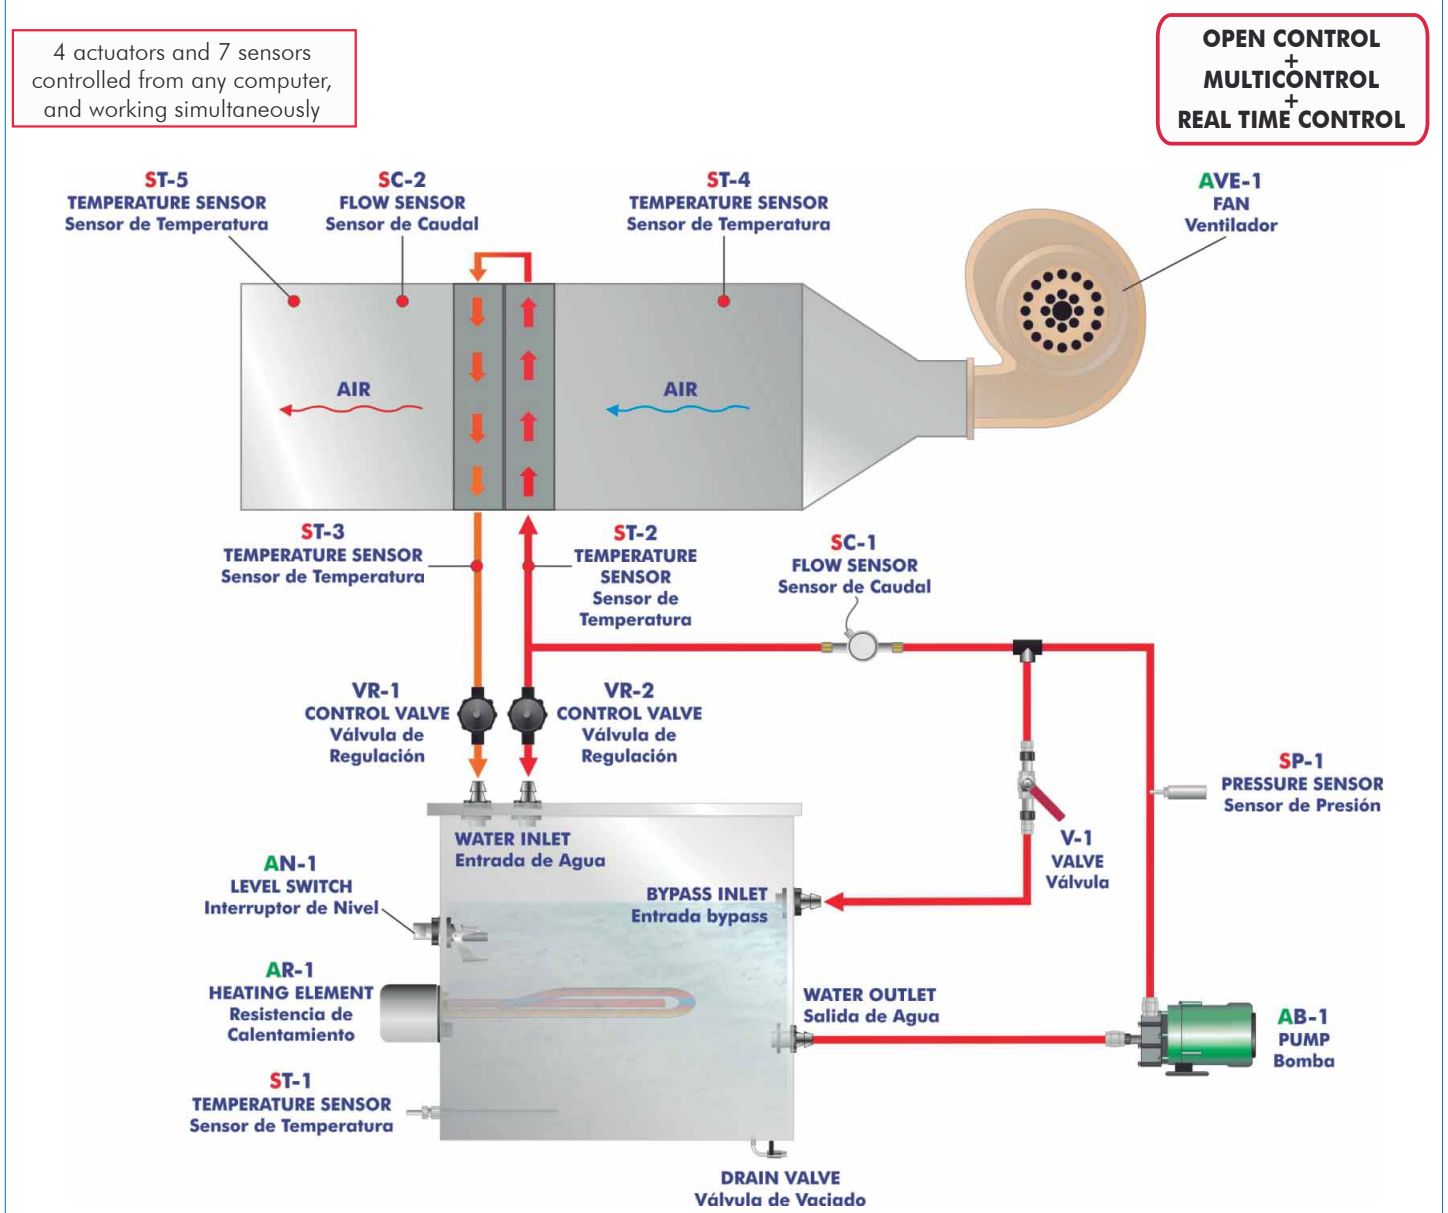 4 actuators and 7 sensors
controlled from any computer,
and working simultaneously
OPEN CONTROL
+
MULTICONTROL
+
REAL TIME CONTROL
ST-5
TEMPERATURE SENSOR
Sensor de Temperatura
SC-2
FLOW SENSOR
Sensor de Caudal
ST-4
TEMPERATURE SENSOR
Sensor de Temperatura
AVE-1
FAN
Ventilador
AIR
AIR
ST-3
TEMPERATURE SENSOR
Sensor de Temperatura
ST-2
TEMPERATURE
SENSOR
Sensor de
Temperatura
SC-1
FLOW SENSOR
Sensor de Caudal
VR-1
CONTROL VALVE
Válvula de
Regulación
VR-2
CONTROL VALVE
Válvula de
Regulación
SP-1
PRESSURE SENSOR
Sensor de Presión
WATER INLET
Entrada de Agua
V-1
VALVE
Válvula
AN-1
LEVEL SWITCH
Interruptor de Nivel
BYPASS INLET
Entrada bypass
AR-1
HEATING ELEMENT
Resistencia de
Calentamiento
WATER OUTLET
Salida de Agua
AB-1
PUMP
Bomba
ST-1
TEMPERATURE SENSOR
Sensor de Temperatura
DRAIN VALVE
Válvula de Vaciado